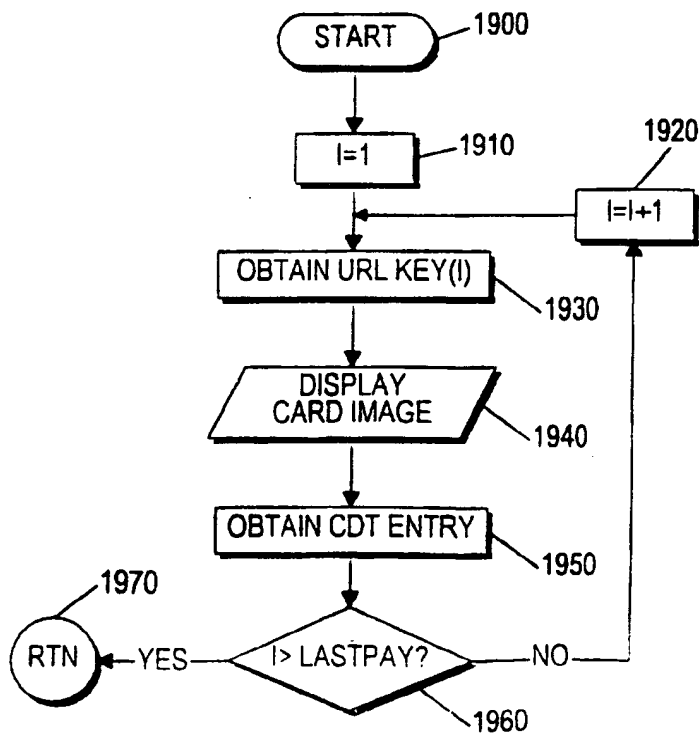 START
1900
I=1
1910
1920
I=I+1
OBTAIN URL KEY(I)
1930
DISPLAY
CARD IMAGE
1940
OBTAIN CDT ENTRY
1950
1970
RTN
YES
I> LASTPAY?
NO
1960